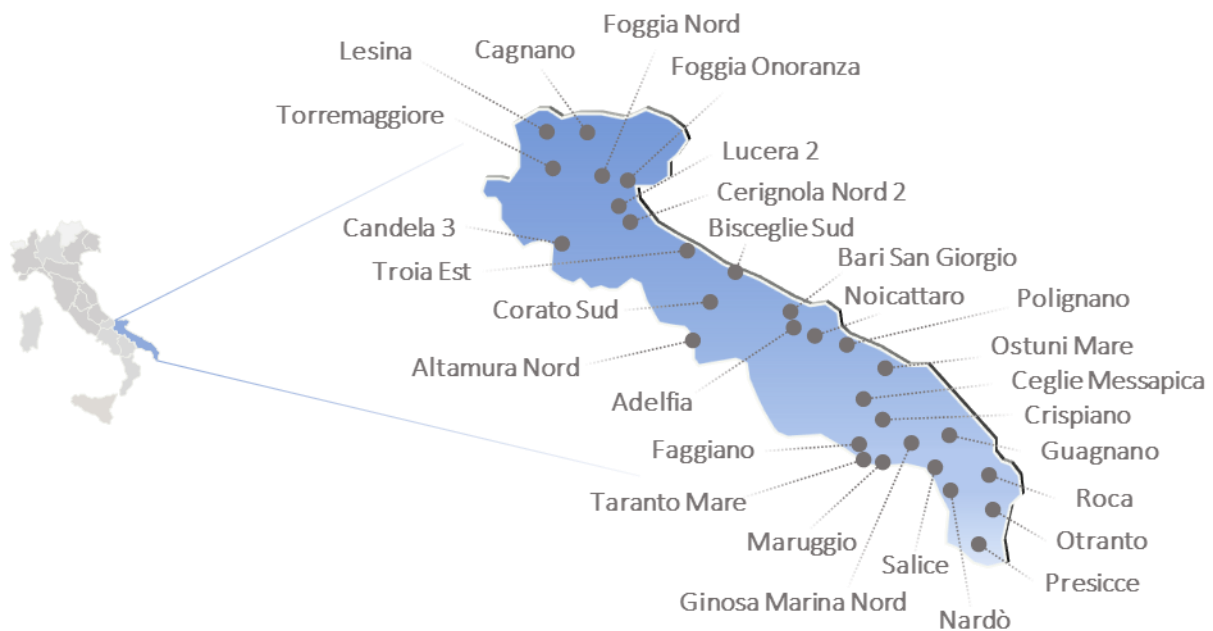 Foggia Nord
Lesina
Cagnano
Foggia Onoranza
Torremaggiore
Lucera 2
Cerignola Nord 2
Candela 3
Bisceglie Sud
Troia Est
Bari San Giorgio
Noicattaro
Polignano
Corato Sud
Ostuni Mare
Altamura Nord
Ceglie Messapica
Adelfia
Crispiano
Faggiano
Guagnano
Taranto Mare
Roca
Maruggio
Otranto
Salice
Presicce
Ginosa Marina Nord
Nardò